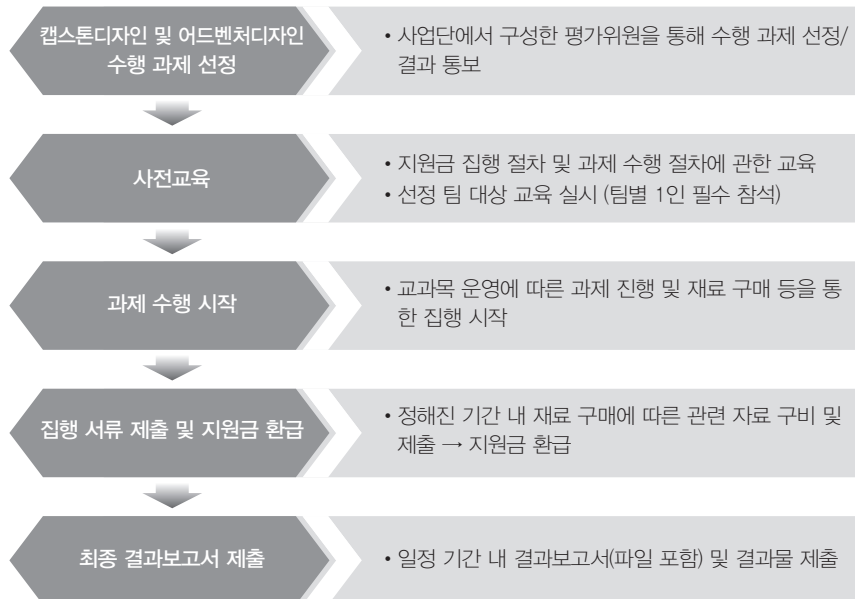 캡스톤디자인 및 어드벤처디자인
수행 과제 선정
• 사업단에서 구성한 평가위원을 통해 수행 과제 선정/
결과 통보
사전교육
• 지원금 집행 절차 및 과제 수행 절차에 관한 교육
• 선정 팀 대상 교육 실시 (팀별 1인 필수 참석)
과제 수행 시작
• 교과목 운영에 따른 과제 진행 및 재료 구매 등을 통
한 집행 시작
집행 서류 제출 및 지원금 환급
• 정해진 기간 내 재료 구매에 따른 관련 자료 구비 및
제출 → 지원금 환급
최종 결과보고서 제출
• 일정 기간 내 결과보고서(파일 포함) 및 결과물 제출